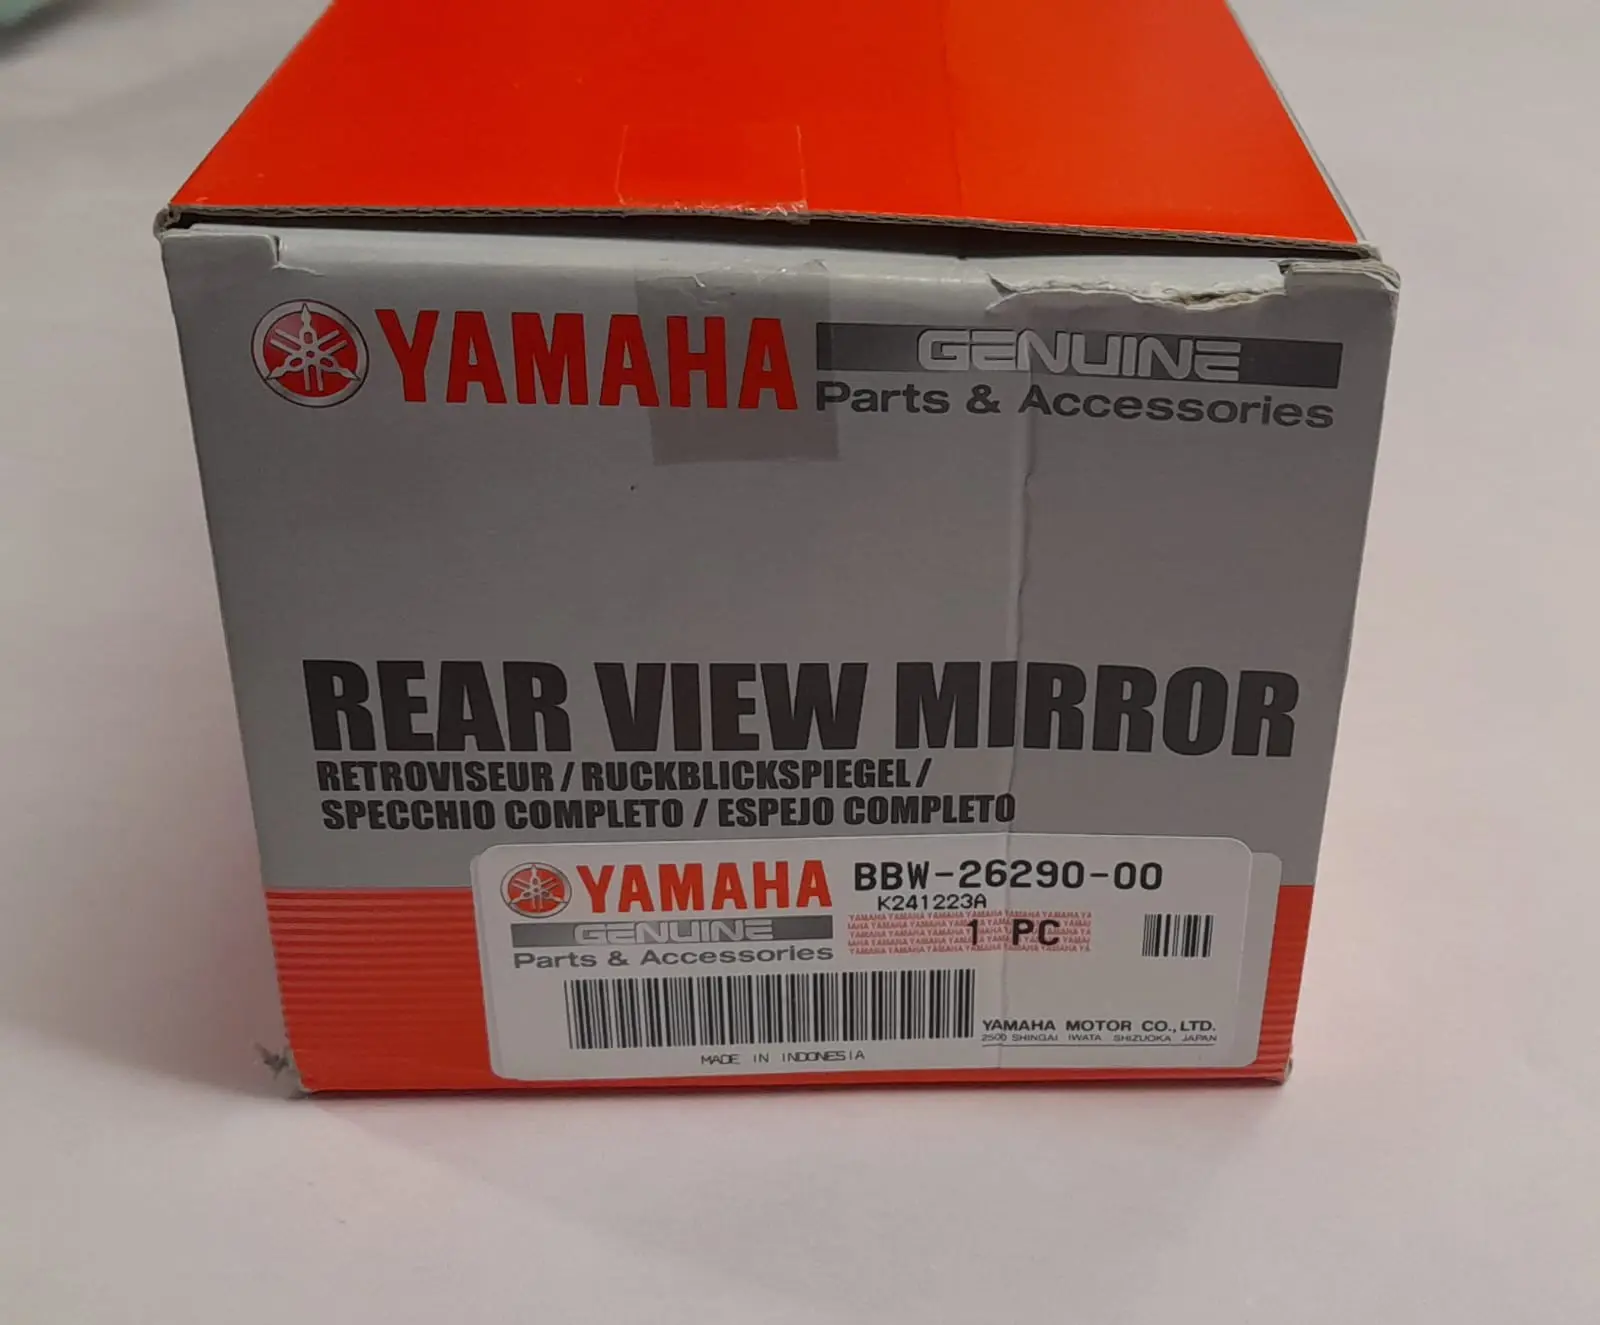 YAMAHA GENUINE
Parts & Accessories
REAR VIEW MIRROR
RETROVISEUR / RUCKBLICKSPIEGEL /
SPECCHIO COMPLETO / ESPEJO COMPLETO
YAMAHA
GENUINE
Parts & Accessories
BBW-26290-00
K241223A
1 PC
MADE IN INDONESIA
YAMAHA MOTOR CO., LTD.
2500 SHINGAI IWATA SHIZUOKA JAPAN